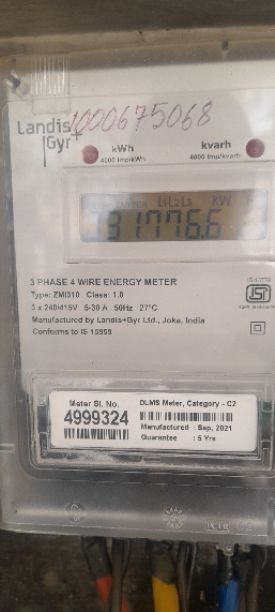 1000675068
Landis
Gyr+
kWh
4000 Imp/kWh
kvarh
4000 Imp/kvarh
L1L2L3 KW
3 PHASE 4 WIRE ENERGY METER
Type: ZMI310 Class: 1.0
3 x 240/415V 5-30 A 50Hz 27°C
Manufactured by Landis+Gyr Ltd., Joka, India
Conforms to IS 15959
Meter Sl. No.
4999324
DLMS Meter, Category - C2
Manufactured : Sep, 2021
Guarantee : 5 Yrs